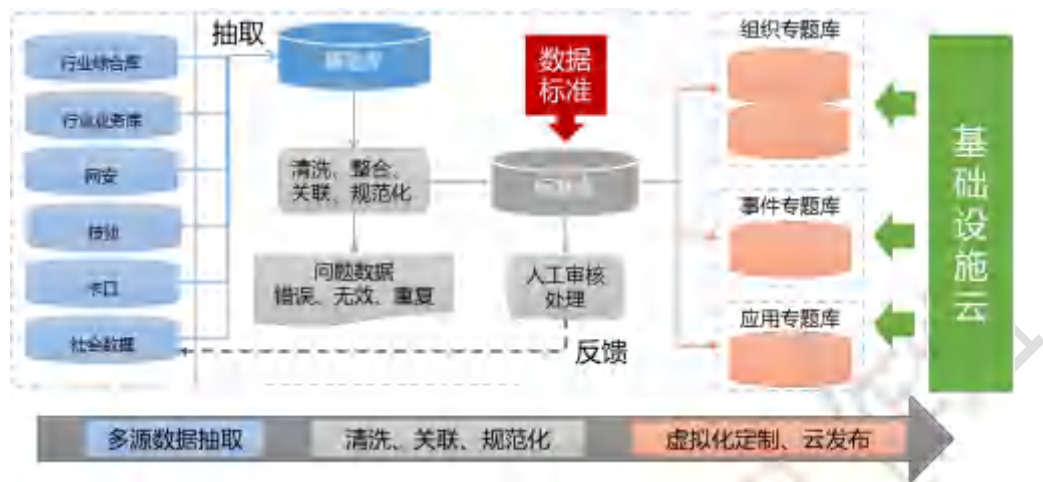 抽取
行业综合库
行业业务库
网安
技侦
卡口
社会数据
清洗、整合、
关联、规范化
问题数据
错误、无效、重复
数据
标准
人工审核
处理
反馈
组织专题库
事件专题库
应用专题库
基础设施云
多源数据抽取
清洗、关联、规范化
虚拟化定制、云发布